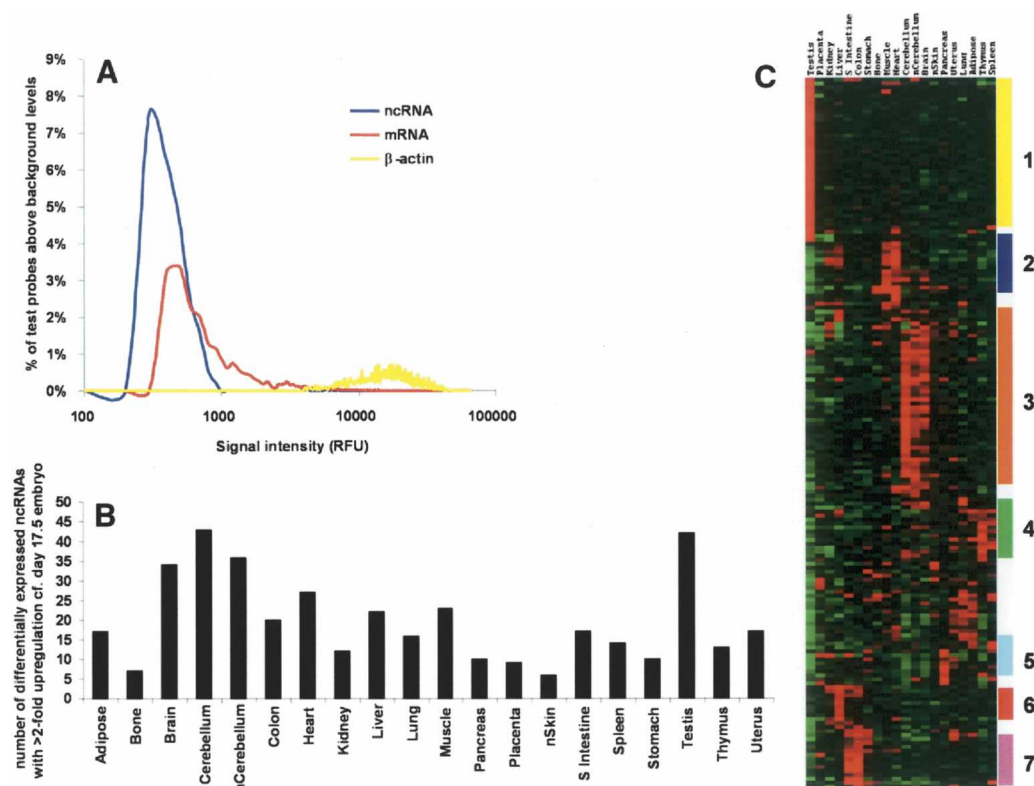 A
9%
8%
7%
6%
5%
4%
3%
2%
1%
0%
% of test probes above background levels
ncRNA
mRNA
β-actin
100
1000
10000
100000
Signal intensity (RFU)
B
number of differentially expressed ncRNAs
with >2-fold upregulation cf. day 17.5 embryo
50
45
40
35
30
25
20
15
10
5
0
Adipose
Bone
Brain
Cerebellum
nCerebellum
Colon
Heart
Kidney
Liver
Lung
Muscle
Pancreas
Placenta
nSkin
S Intestine
Spleen
Stomach
Testis
Thymus
Uterus
C
Testis
Placenta
Kidney
Liver
S Intestine
Colon
Stomach
Bone
Muscle
Heart
Cerebellum
nCerebellum
Brain
nSkin
Pancreas
Uterus
Lung
Adipose
Thymus
Spleen
1
2
3
4
5
6
7